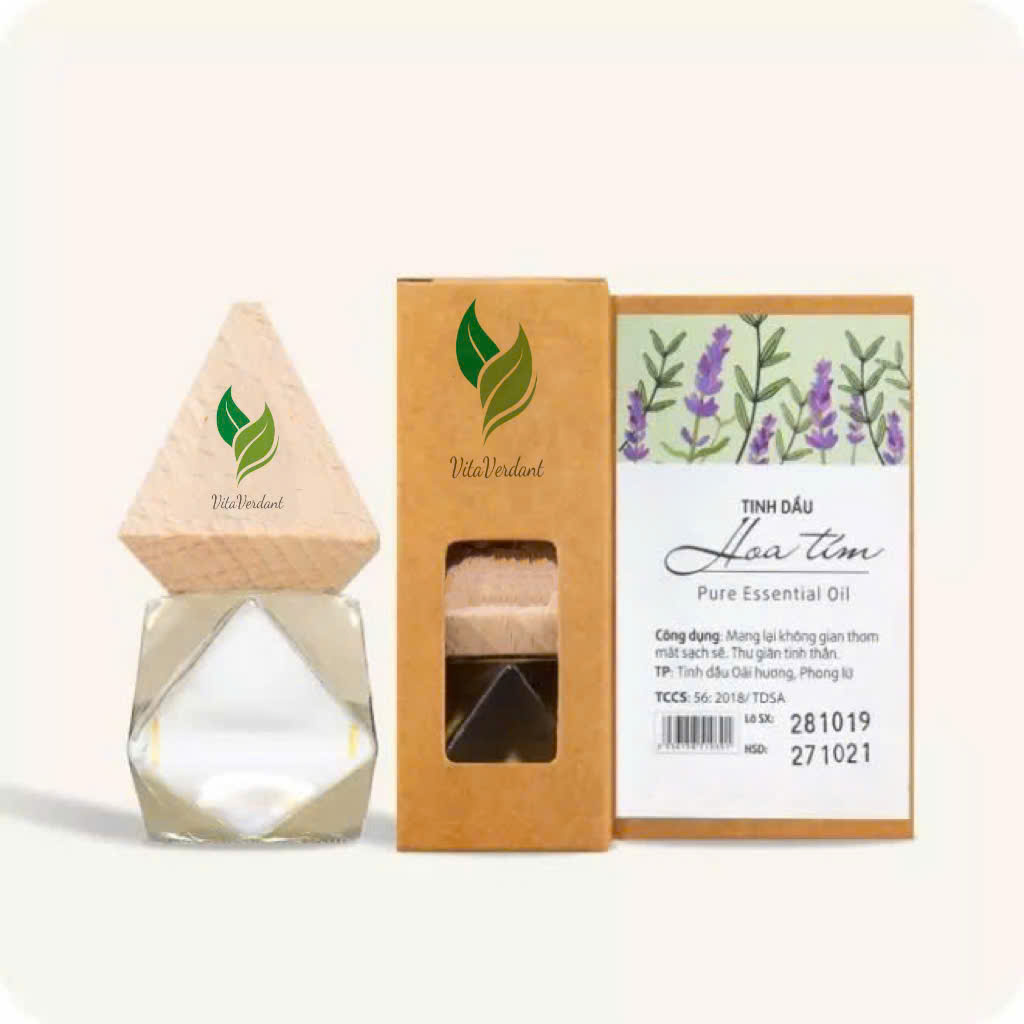 VitaVerdant
VitaVerdant
TINH DẦU
Hoa tím
Pure Essential Oil
Công dụng: Mang lại không gian thơm
mát sạch sẽ. Thư giãn tinh thần.
TP: Tinh dầu Oải hương, Phong lữ
TCCS: 56: 2018/ TDSA
Lô SX: 281019
HSD: 271021